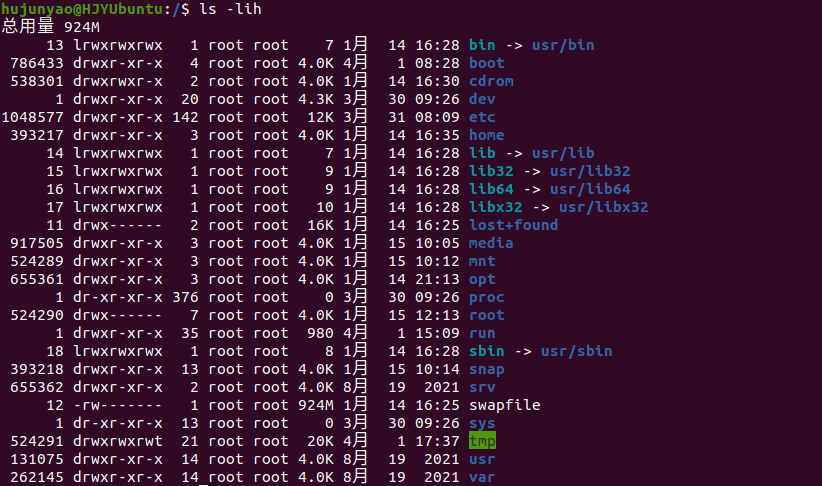 hujunyao@HJYUbuntu:/$ ls -lih
总用量 924M
     13 lrwxrwxrwx   1 root root    7 1月  14 16:28 bin -> usr/bin
 786433 drwxr-xr-x   4 root root 4.0K 4月   1 08:28 boot
 538301 drwxrwxr-x   2 root root 4.0K 1月  14 16:30 cdrom
      1 drwxr-xr-x  20 root root 4.3K 3月  30 09:26 dev
1048577 drwxr-xr-x 142 root root  12K 3月  31 08:09 etc
 393217 drwxr-xr-x   3 root root 4.0K 1月  14 16:35 home
     14 lrwxrwxrwx   1 root root    7 1月  14 16:28 lib -> usr/lib
     15 lrwxrwxrwx   1 root root    9 1月  14 16:28 lib32 -> usr/lib32
     16 lrwxrwxrwx   1 root root    9 1月  14 16:28 lib64 -> usr/lib64
     17 lrwxrwxrwx   1 root root   10 1月  14 16:28 libx32 -> usr/libx32
     11 drwx------   2 root root  16K 1月  14 16:25 lost+found
 917505 drwxr-xr-x   3 root root 4.0K 1月  15 10:05 media
 524289 drwxr-xr-x   3 root root 4.0K 1月  15 10:12 mnt
 655361 drwxr-xr-x   3 root root 4.0K 1月  14 21:13 opt
      1 dr-xr-xr-x 376 root root    0 3月  30 09:26 proc
 524290 drwx------   7 root root 4.0K 1月  15 12:13 root
      1 drwxr-xr-x  35 root root  980 4月   1 15:09 run
     18 lrwxrwxrwx   1 root root    8 1月  14 16:28 sbin -> usr/sbin
 393218 drwxr-xr-x  13 root root 4.0K 1月  15 10:14 snap
 655362 drwxr-xr-x   2 root root 4.0K 8月  19  2021 srv
     12 -rw-------   1 root root 924M 1月  14 16:25 swapfile
      1 dr-xr-xr-x  13 root root    0 3月  30 09:26 sys
 524291 drwxrwxrwt  21 root root  20K 4月   1 17:37 tmp
 131075 drwxr-xr-x  14 root root 4.0K 8月  19  2021 usr
 262145 drwxr-xr-x  14 root root 4.0K 8月  19  2021 var